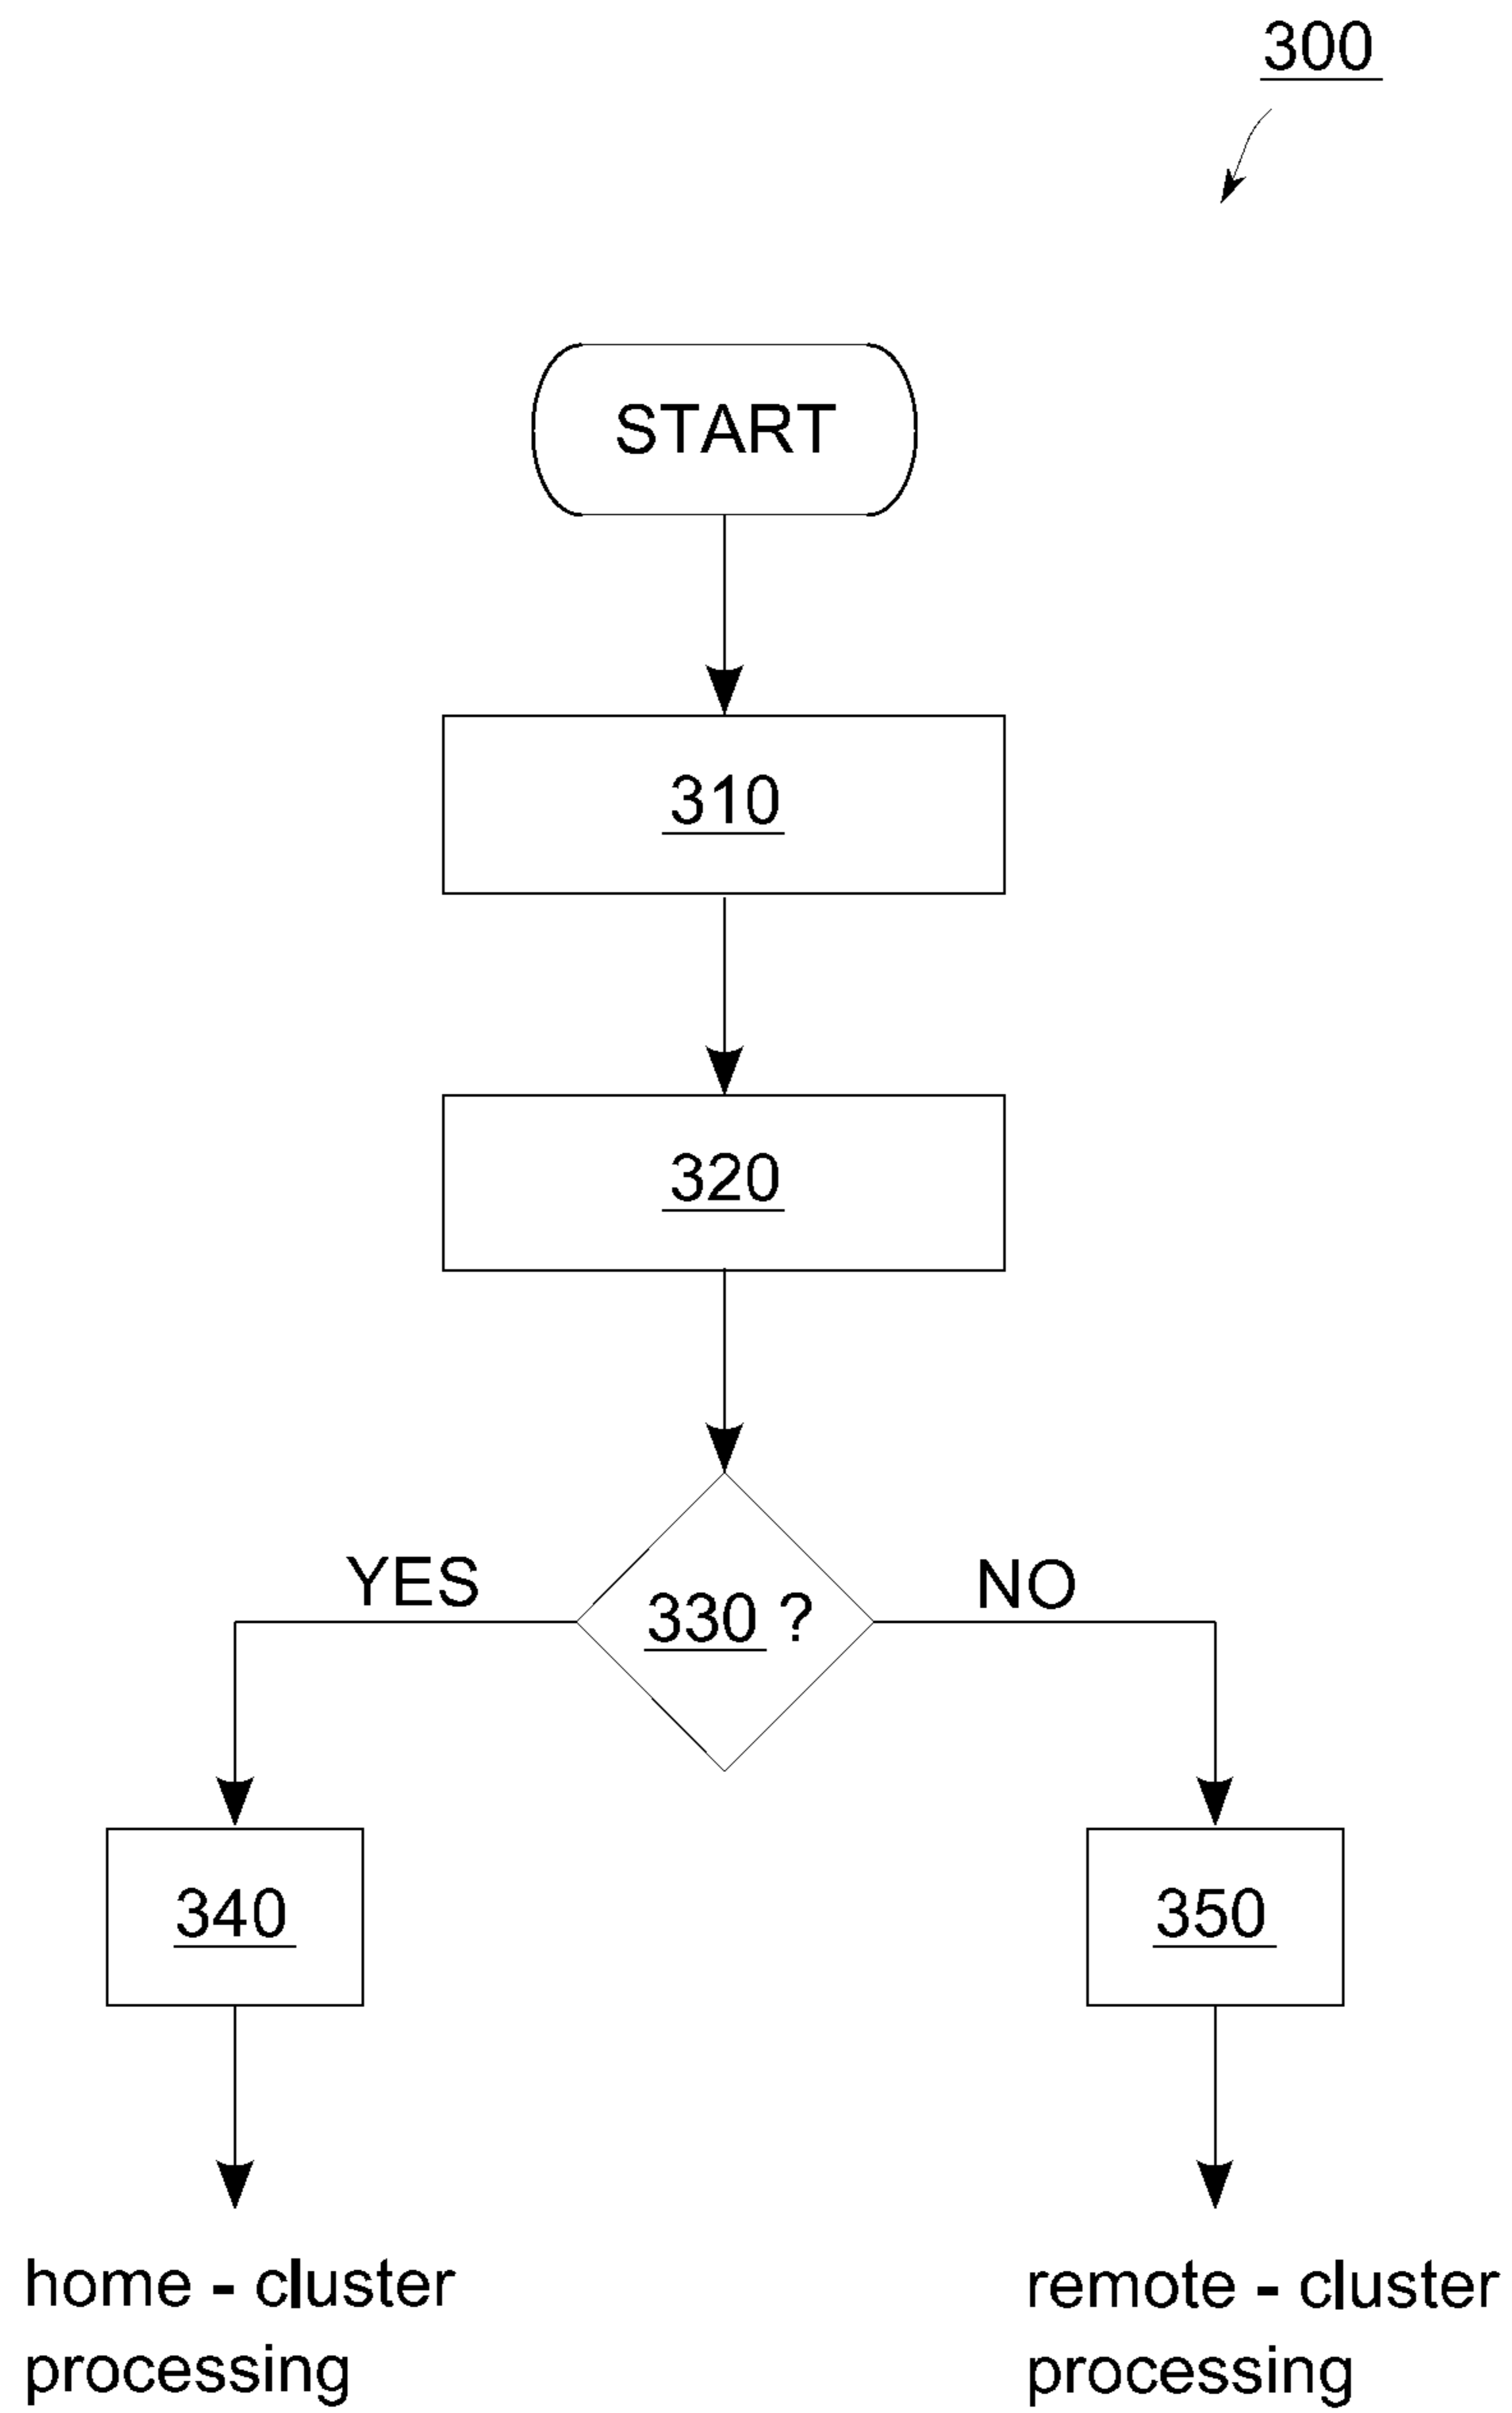 300
START
310
320
YES
330 ?
NO
340
350
home - cluster
processing
remote - cluster
processing